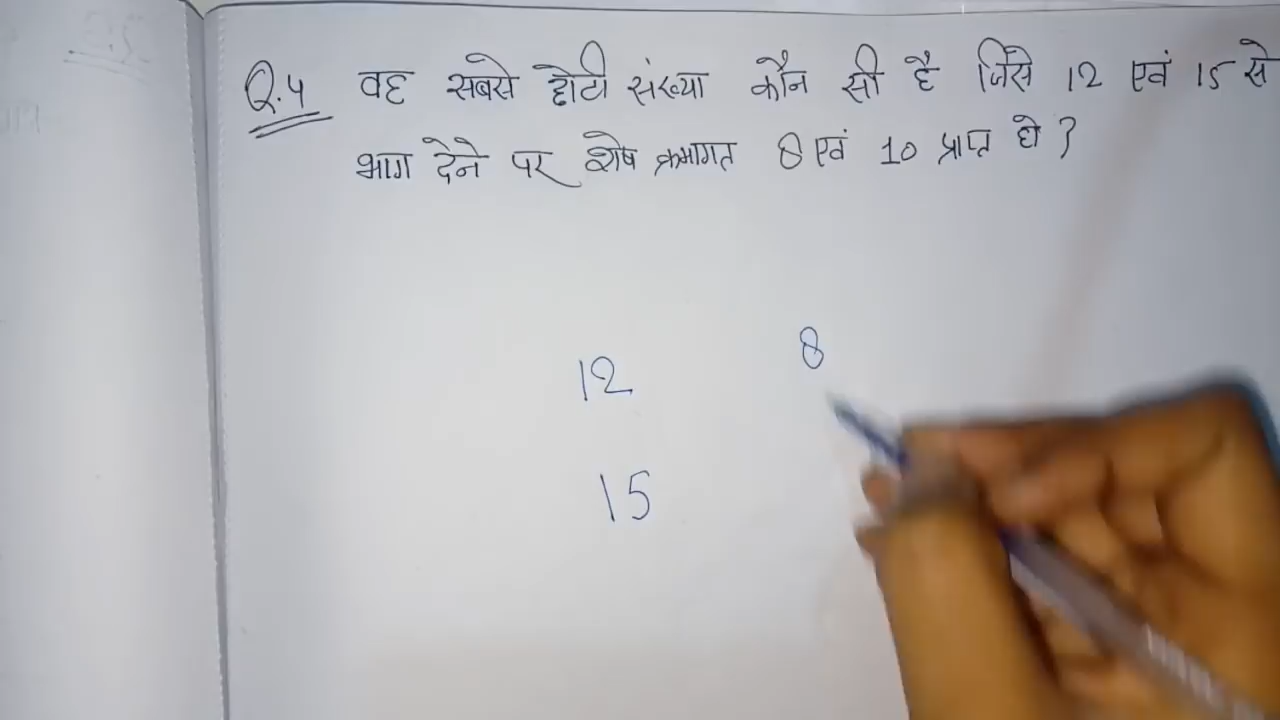 Q.4 वह सबसे छोटी संख्या कौन सी है जिसे 12 एवं 15 से
भाग देने पर शेष क्रमागत 8 एवं 10 प्राप्त हो ?
12 8
15